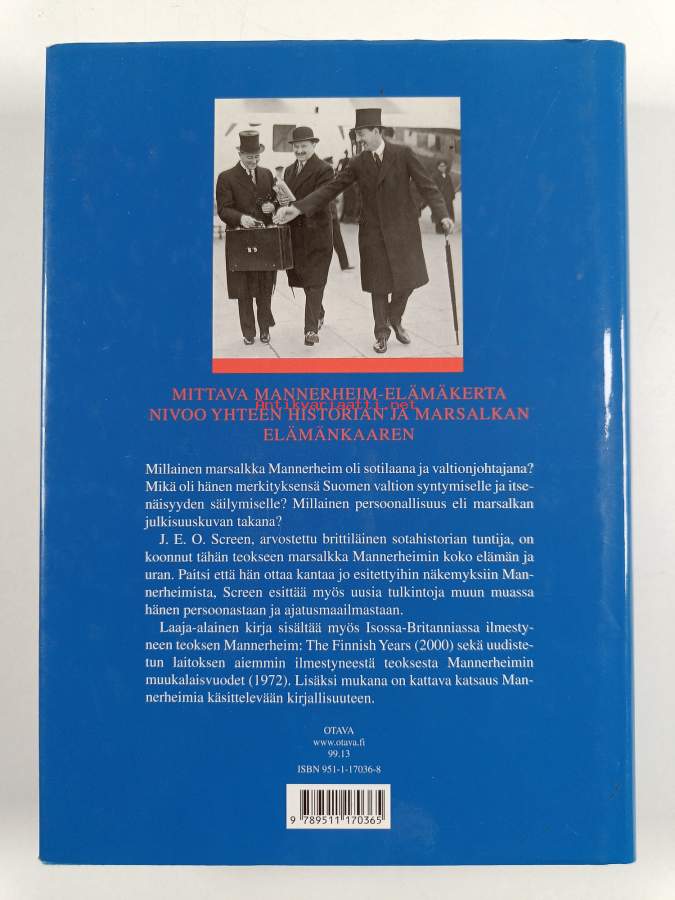 MITTAVA MANNERHEIM-ELÄMÄKERTA
Antikvariaatti.net
NIVOO YHTEEN HISTORIAN JA MARSALKAN
ELÄMÄNKAAREN
Millainen marsalkka Mannerheim oli sotilaana ja valtionjohtajana?
Mikä oli hänen merkityksensä Suomen valtion syntymiselle ja itse-
näisyyden säilymiselle? Millainen persoonallisuus eli marsalkan
julkisuuskuvan takana?
J. E. O. Screen, arvostettu brittiläinen sotahistorian tuntija, on
koonnut tähän teokseen marsalkka Mannerheimin koko elämän ja
uran. Paitsi että hän ottaa kantaa jo esitettyihin näkemyksiin Man-
nerheimista, Screen esittää myös uusia tulkintoja muun muassa
hänen persoonastaan ja ajatusmaailmastaan.
Laaja-alainen kirja sisältää myös Isossa-Britanniassa ilmesty-
neen teoksen Mannerheim: The Finnish Years (2000) sekä uudiste-
tun laitoksen aiemmin ilmestyneestä teoksesta Mannerheimin
muukalaisvuodet (1972). Lisäksi mukana on kattava katsaus Man-
nerheimia käsittelevään kirjallisuuteen.
OTAVA
www.otava.fi
99.13
ISBN 951-1-17036-8
9 789511 170365